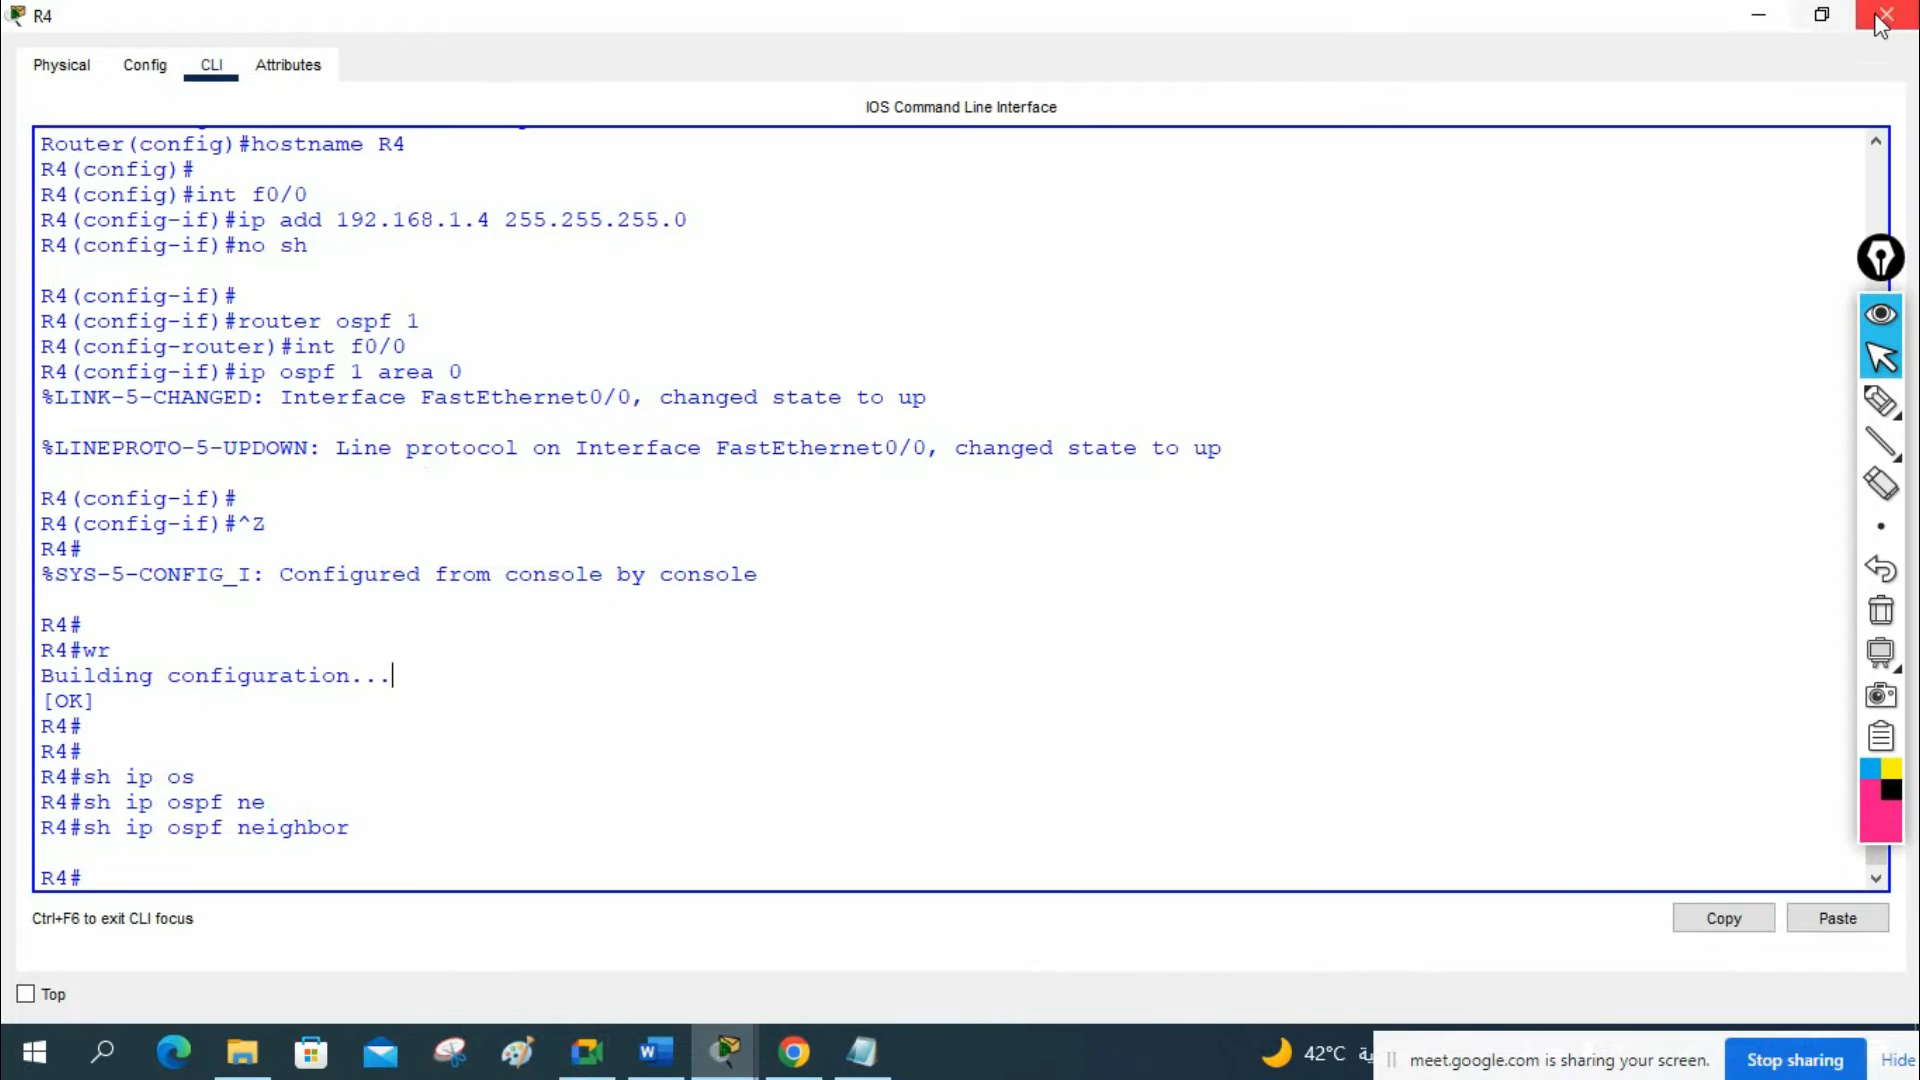 R4
Physical
Config
CLI
Attributes
IOS Command Line Interface
Router(config)#hostname R4
R4(config)#
R4(config)#int f0/0
R4(config-if)#ip add 192.168.1.4 255.255.255.0
R4(config-if)#no sh
R4(config-if)#
R4(config-if)#router ospf 1
R4(config-router)#int f0/0
R4(config-if)#ip ospf 1 area 0
%LINK-5-CHANGED: Interface FastEthernet0/0, changed state to up
%LINEPROTO-5-UPDOWN: Line protocol on Interface FastEthernet0/0, changed state to up
R4(config-if)#
R4(config-if)#^Z
R4#
%SYS-5-CONFIG_I: Configured from console by console
R4#
R4#wr
Building configuration...
[OK]
R4#
R4#
R4#sh ip os
R4#sh ip ospf ne
R4#sh ip ospf neighbor
R4#
Ctrl+F6 to exit CLI focus
Copy
Paste
Top
42°C
meet.google.com is sharing your screen.
Stop sharing
Hide